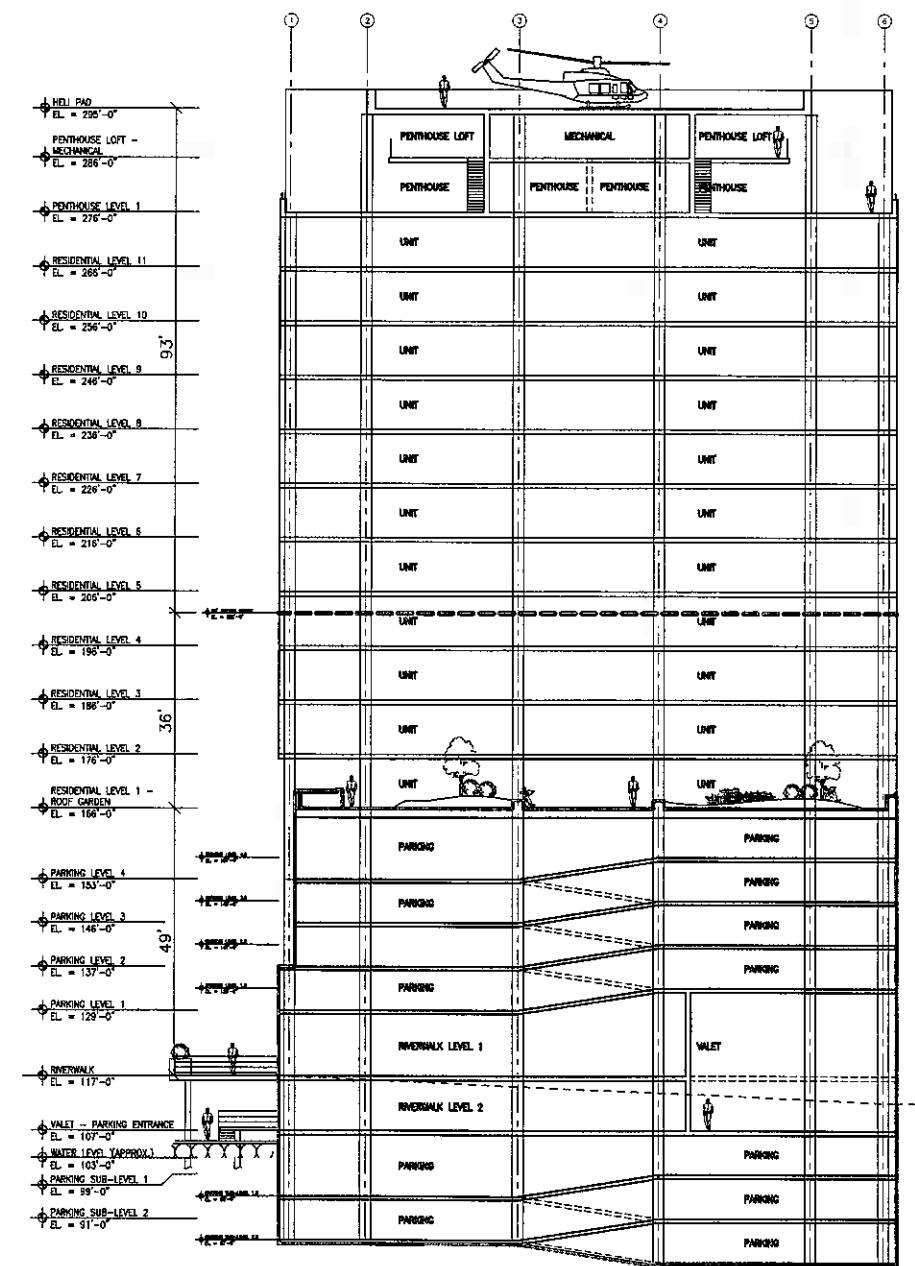 1 2 3 4 5 6
HELI PAD
EL. = 295'-0"
PENTHOUSE LOFT –
MECHANICAL
EL. = 286'-0"
PENTHOUSE LOFT MECHANICAL PENTHOUSE LOFT
PENTHOUSE PENTHOUSE PENTHOUSE PENTHOUSE
PENTHOUSE LEVEL 1
EL. = 276'-0"
UNIT UNIT
RESIDENTIAL LEVEL 11
EL. = 266'-0"
UNIT UNIT
RESIDENTIAL LEVEL 10
EL. = 256'-0"
93'
UNIT UNIT
RESIDENTIAL LEVEL 9
EL. = 246'-0"
UNIT UNIT
RESIDENTIAL LEVEL 8
EL. = 236'-0"
UNIT UNIT
RESIDENTIAL LEVEL 7
EL. = 226'-0"
UNIT UNIT
RESIDENTIAL LEVEL 6
EL. = 216'-0"
UNIT UNIT
RESIDENTIAL LEVEL 5
EL. = 206'-0"
UNIT UNIT
RESIDENTIAL LEVEL 4
EL. = 196'-0"
UNIT UNIT
RESIDENTIAL LEVEL 3
EL. = 186'-0"
36'
UNIT UNIT
RESIDENTIAL LEVEL 2
EL. = 176'-0"
UNIT UNIT
RESIDENTIAL LEVEL 1 –
ROOF GARDEN
EL. = 166'-0"
PARKING PARKING
PARKING LEVEL 4
EL. = 153'-0"
PARKING PARKING
PARKING LEVEL 3
EL. = 146'-0"
49'
PARKING PARKING
PARKING LEVEL 2
EL. = 137'-0"
PARKING PARKING
PARKING LEVEL 1
EL. = 129'-0"
RIVERWALK LEVEL 1 VALET
RIVERWALK
EL. = 117'-0"
RIVERWALK LEVEL 2
VALET – PARKING ENTRANCE
EL. = 107'-0"
WATER LEVEL (APPROX.)
EL. = 103'-0"
PARKING PARKING
PARKING SUB-LEVEL 1
EL. = 99'-0"
PARKING PARKING
PARKING SUB-LEVEL 2
EL. = 91'-0"
PARKING